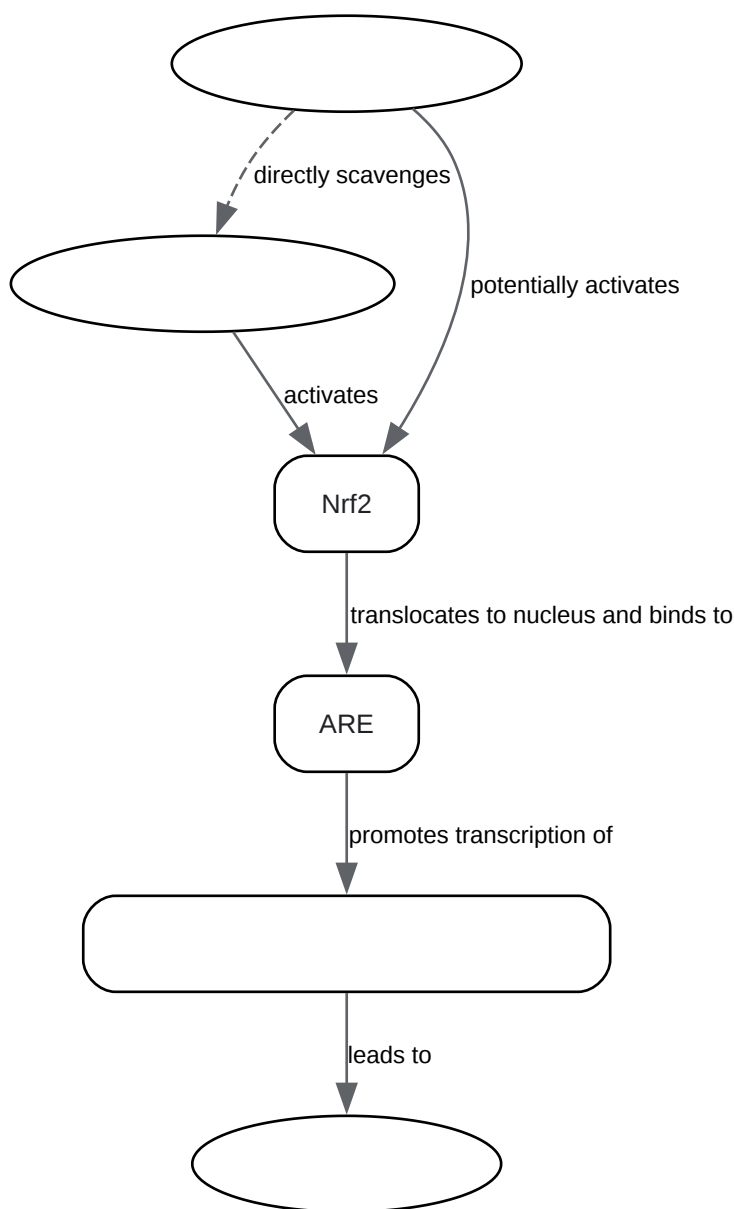 directly scavenges
potentially activates
activates
Nrf2
translocates to nucleus and binds to
ARE
promotes transcription of
leads to